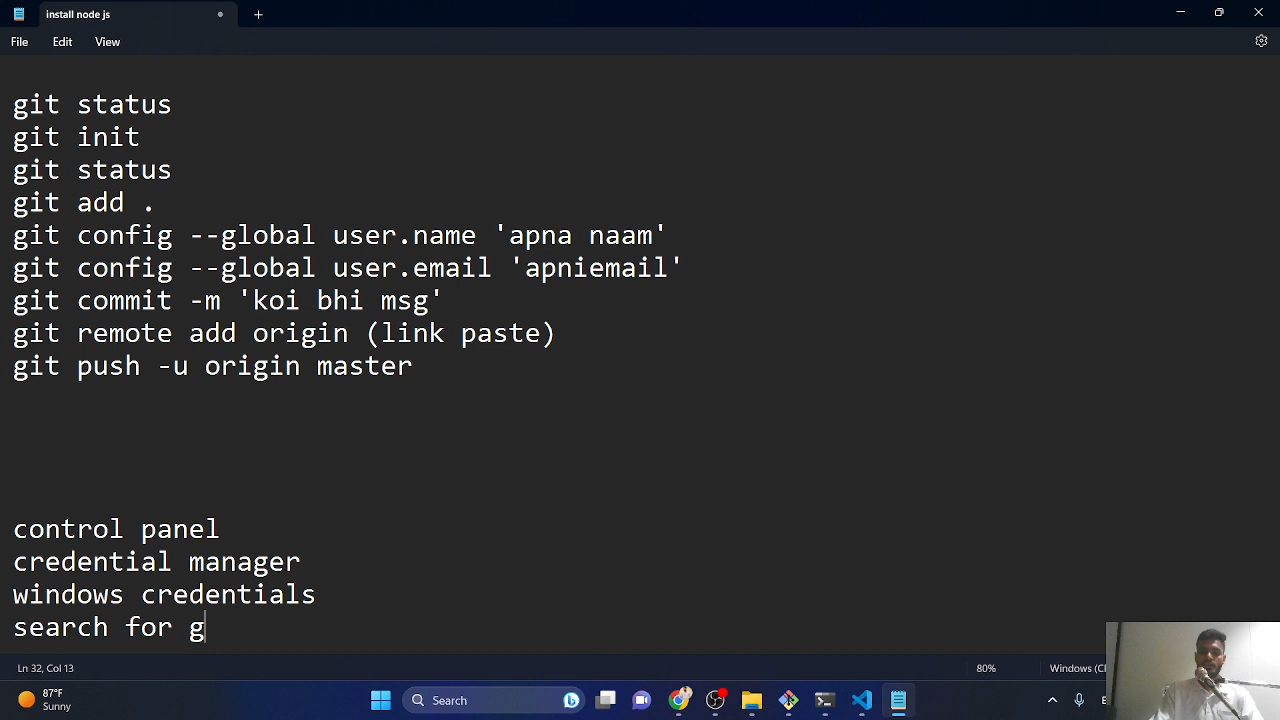 install node js
File Edit View
git status
git init
git status
git add .
git config --global user.name 'apna naam'
git config --global user.email 'apniemail'
git commit -m 'koi bhi msg'
git remote add origin (link paste)
git push -u origin master
control panel
credential manager
windows credentials
search for g
Ln 32, Col 13
80%
Windows (C
87°F
Sunny
Search